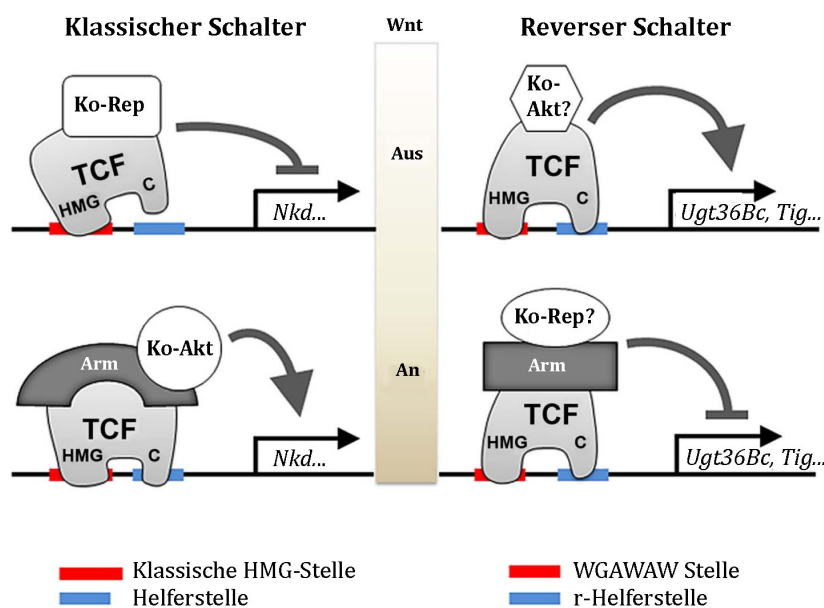 Klassischer Schalter
Wnt
Reverser Schalter
Ko-Rep
TCF
HMG
C
Nkd...
Aus
Ko-
Akt?
TCF
HMG
C
Ugt36Bc, Tig...
Ko-Akt
Arm
TCF
HMG
C
Nkd...
An
Ko-Rep?
Arm
TCF
HMG
C
Ugt36Bc, Tig...
Klassische HMG-Stelle
Helferstelle
WGAWAW Stelle
r-Helferstelle